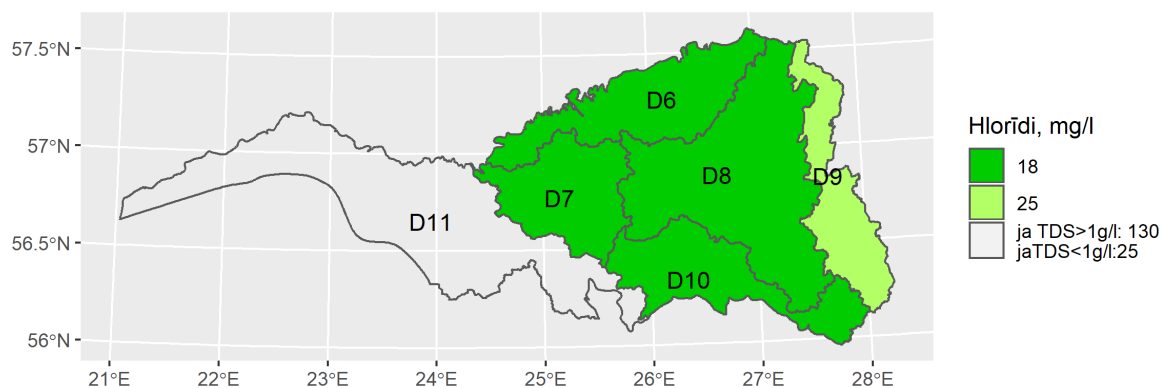 57.5°N
57°N
56.5°N
56°N
21°E 22°E 23°E 24°E 25°E 26°E 27°E 28°E
D6
D7
D8
D9
D10
D11
Hlorīdi, mg/l
18
25
ja TDS>1g/l: 130
jaTDS<1g/l:25